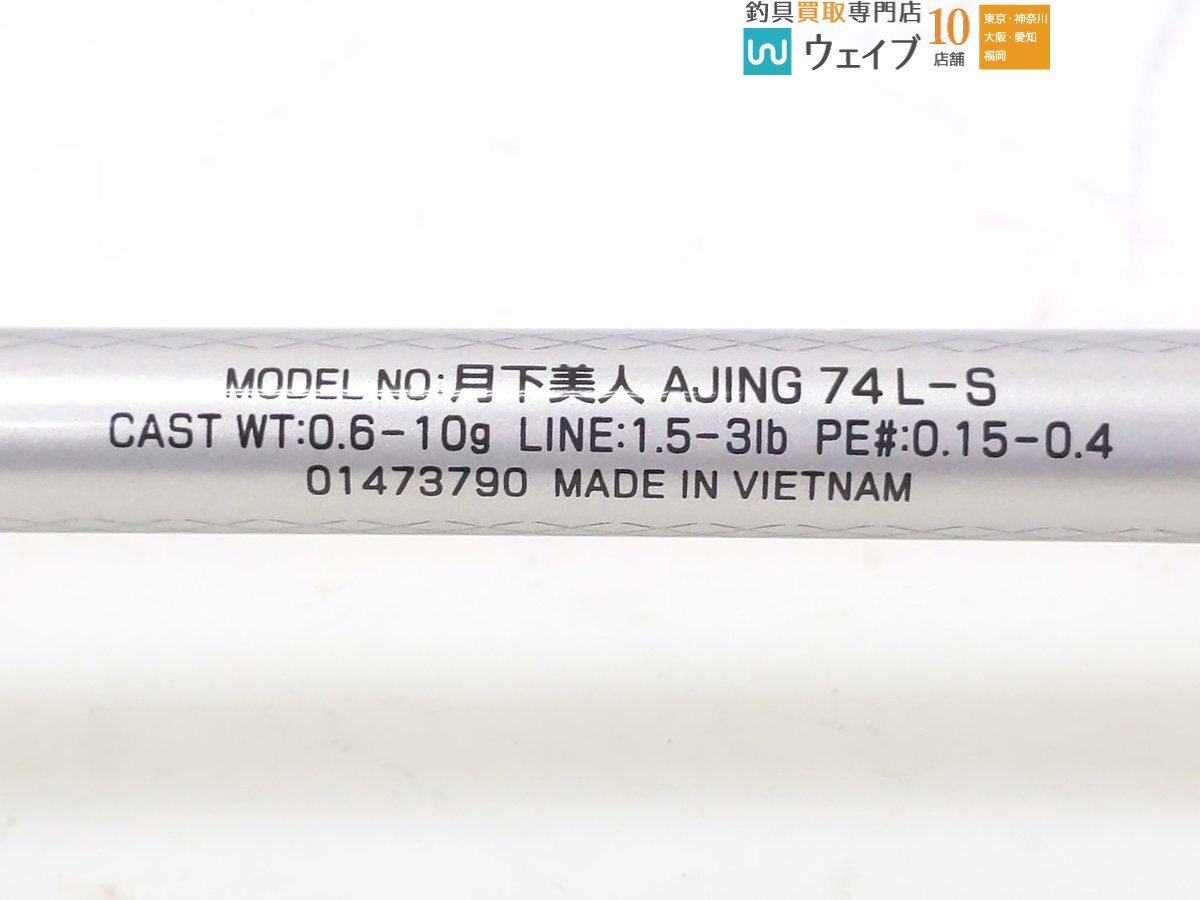 釣具買取専門店
ウェイブ
10
店舗
東京・神奈川
大阪・愛知
福岡
MODEL NO:月下美人 AJING 74L-S
CAST WT:0.6-10g LINE:1.5-3lb PE#:0.15-0.4
01473790 MADE IN VIETNAM